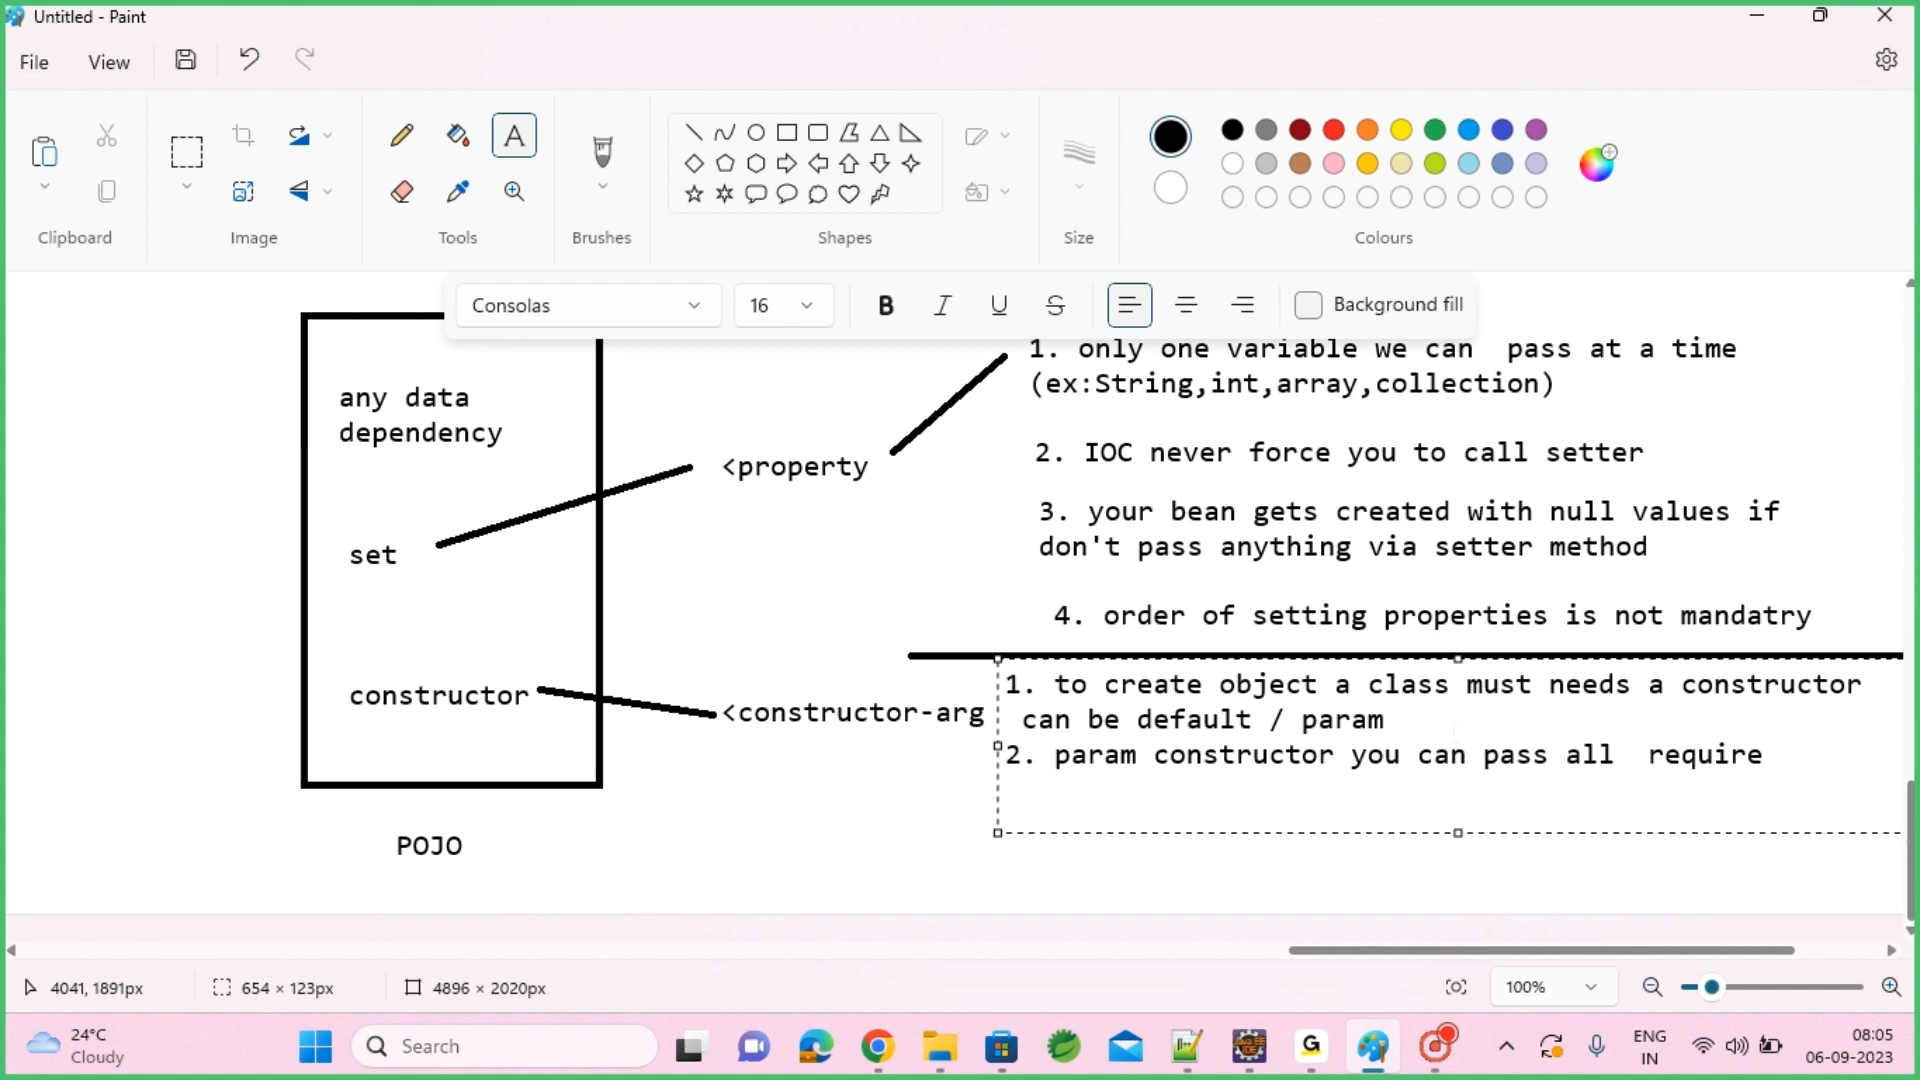 Untitled - Paint
File View
Clipboard Image Tools Brushes Shapes Size Colours
Consolas 16 B I U S Background fill
1. only one variable we can  pass at a time
(ex:String,int,array,collection)
any data
dependency
2. IOC never force you to call setter
<property
3. your bean gets created with null values if
don't pass anything via setter method
set
4. order of setting properties is not mandatry
1. to create object a class must needs a constructor
can be default / param
constructor
<constructor-arg
2. param constructor you can pass all  require
POJO
4041, 1891px 654 × 123px 4896 × 2020px 100%
24°C
Cloudy
Search
ENG
IN
08:05
06-09-2023